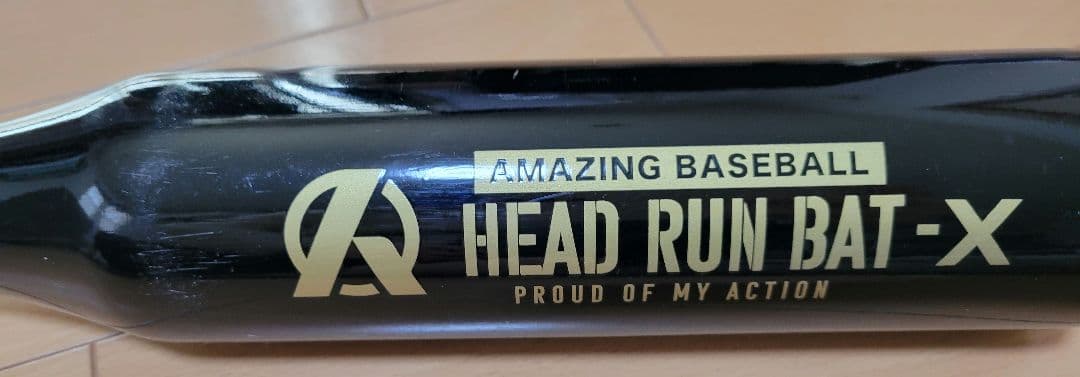 AMAZING BASEBALL
HEAD RUN BAT-X
PROUD OF MY ACTION